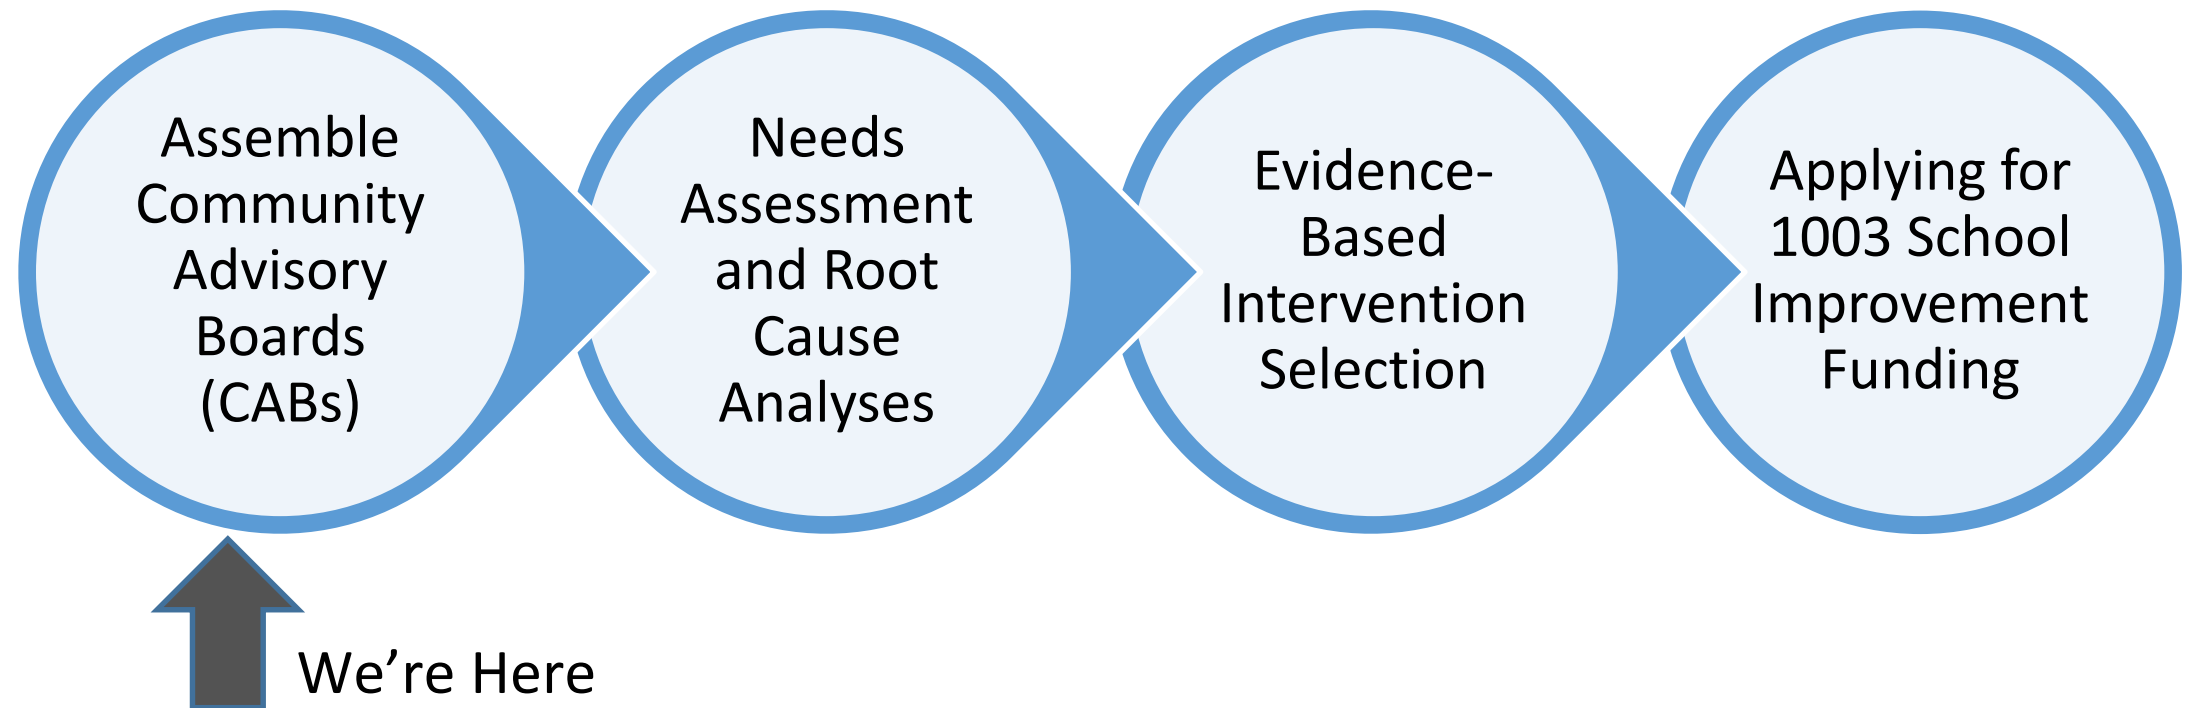 Assemble
Community
Advisory
Boards
(CABs)
Needs
Assessment
and Root
Cause
Analyses
Evidence-
Based
Intervention
Selection
Applying for
1003 School
Improvement
Funding
We’re Here